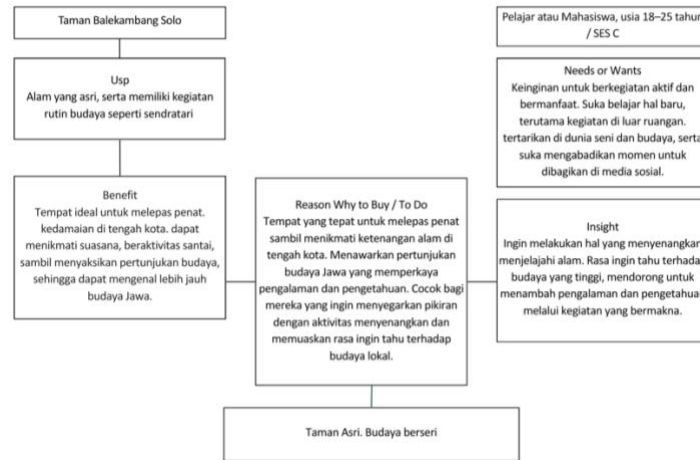 Taman Balekambang Solo
Usp
Alam yang asri, serta memiliki kegiatan
rutin budaya seperti sendratari
Benefit
Tempat ideal untuk melepas penat.
kedamaian di tengah kota. dapat
menikmati suasana, beraktivitas santai,
sambil menyaksikan pertunjukan budaya,
sehingga dapat mengenal lebih jauh
budaya Jawa.
Reason Why to Buy / To Do
Tempat yang tepat untuk melepas penat
sambil menikmati ketenangan alam di
tengah kota. Menawarkan pertunjukan
budaya Jawa yang memperkaya
pengalaman dan pengetahuan. Cocok bagi
mereka yang ingin menyegarkan pikiran
dengan aktivitas menyenangkan dan
memuaskan rasa ingin tahu terhadap
budaya lokal.
Pelajar atau Mahasiswa, usia 18–25 tahun
/ SES C
Needs or Wants
Keinginan untuk berkegiatan aktif dan
bermanfaat. Suka belajar hal baru,
terutama kegiatan di luar ruangan.
tertarikan di dunia seni dan budaya, serta
suka mengabadikan momen untuk
dibagikan di media sosial.
Insight
Ingin melakukan hal yang menyenangkan
menjelajahi alam. Rasa ingin tahu terhada
budaya yang tinggi, mendorong untuk
menambah pengalaman dan pengetahua
melalui kegiatan yang bermakna.
Taman Asri. Budaya berseri